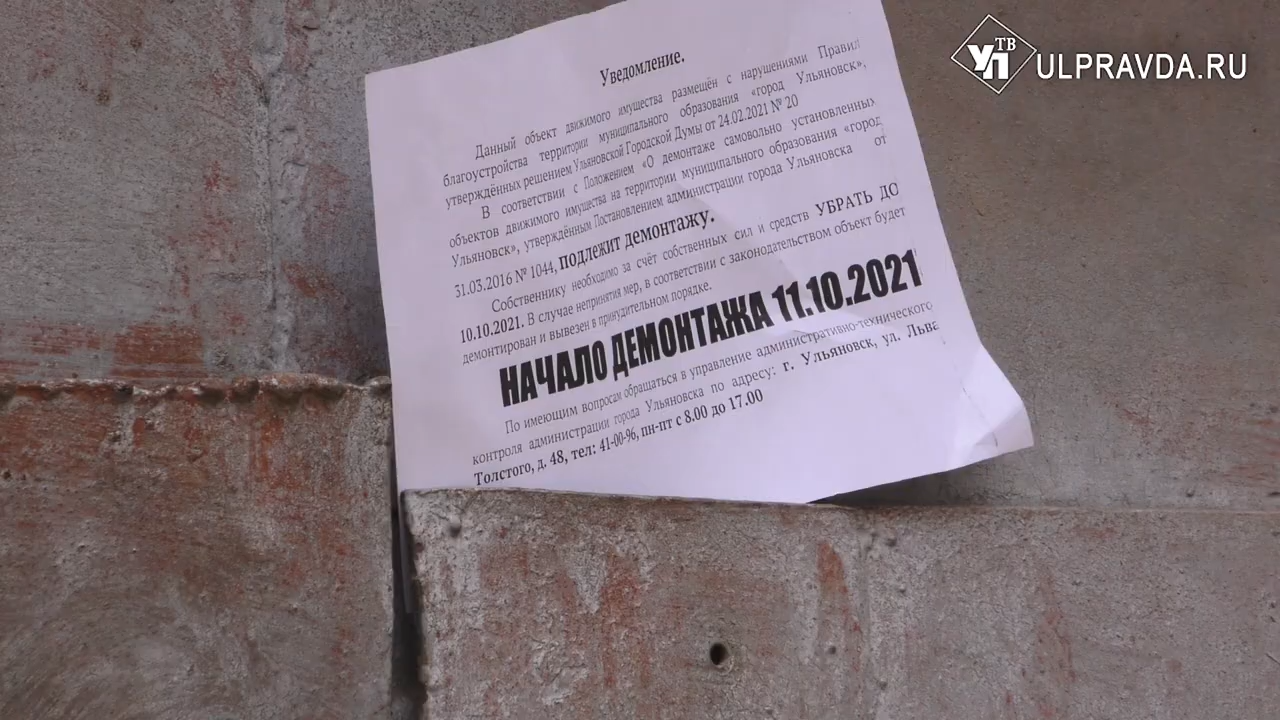 УП ТВ ULPRAVDA.RU
Уведомление.
Данный объект движимого имущества размещён с нарушениями Правил
благоустройства территории муниципального образования «город Ульяновск»,
утверждённых решением Ульяновской Городской Думы от 24.02.2021 № 20
В соответствии с Положением «О демонтаже самовольно установленных
объектов движимого имущества на территории муниципального образования «город
Ульяновск», утверждённым Постановлением администрации города Ульяновска от
31.03.2016 № 1044, подлежит демонтажу.
Собственнику необходимо за счёт собственных сил и средств УБРАТЬ ДО
10.10.2021. В случае непринятия мер, в соответствии с законодательством объект будет
демонтирован и вывезен в принудительном порядке.
НАЧАЛО ДЕМОНТАЖА 11.10.2021
По имеющим вопросам обращаться в управление административно-технического
контроля администрации города Ульяновска по адресу: г. Ульяновск, ул. Льва
Толстого, д. 48, тел: 41-00-96, пн-пт с 8.00 до 17.00